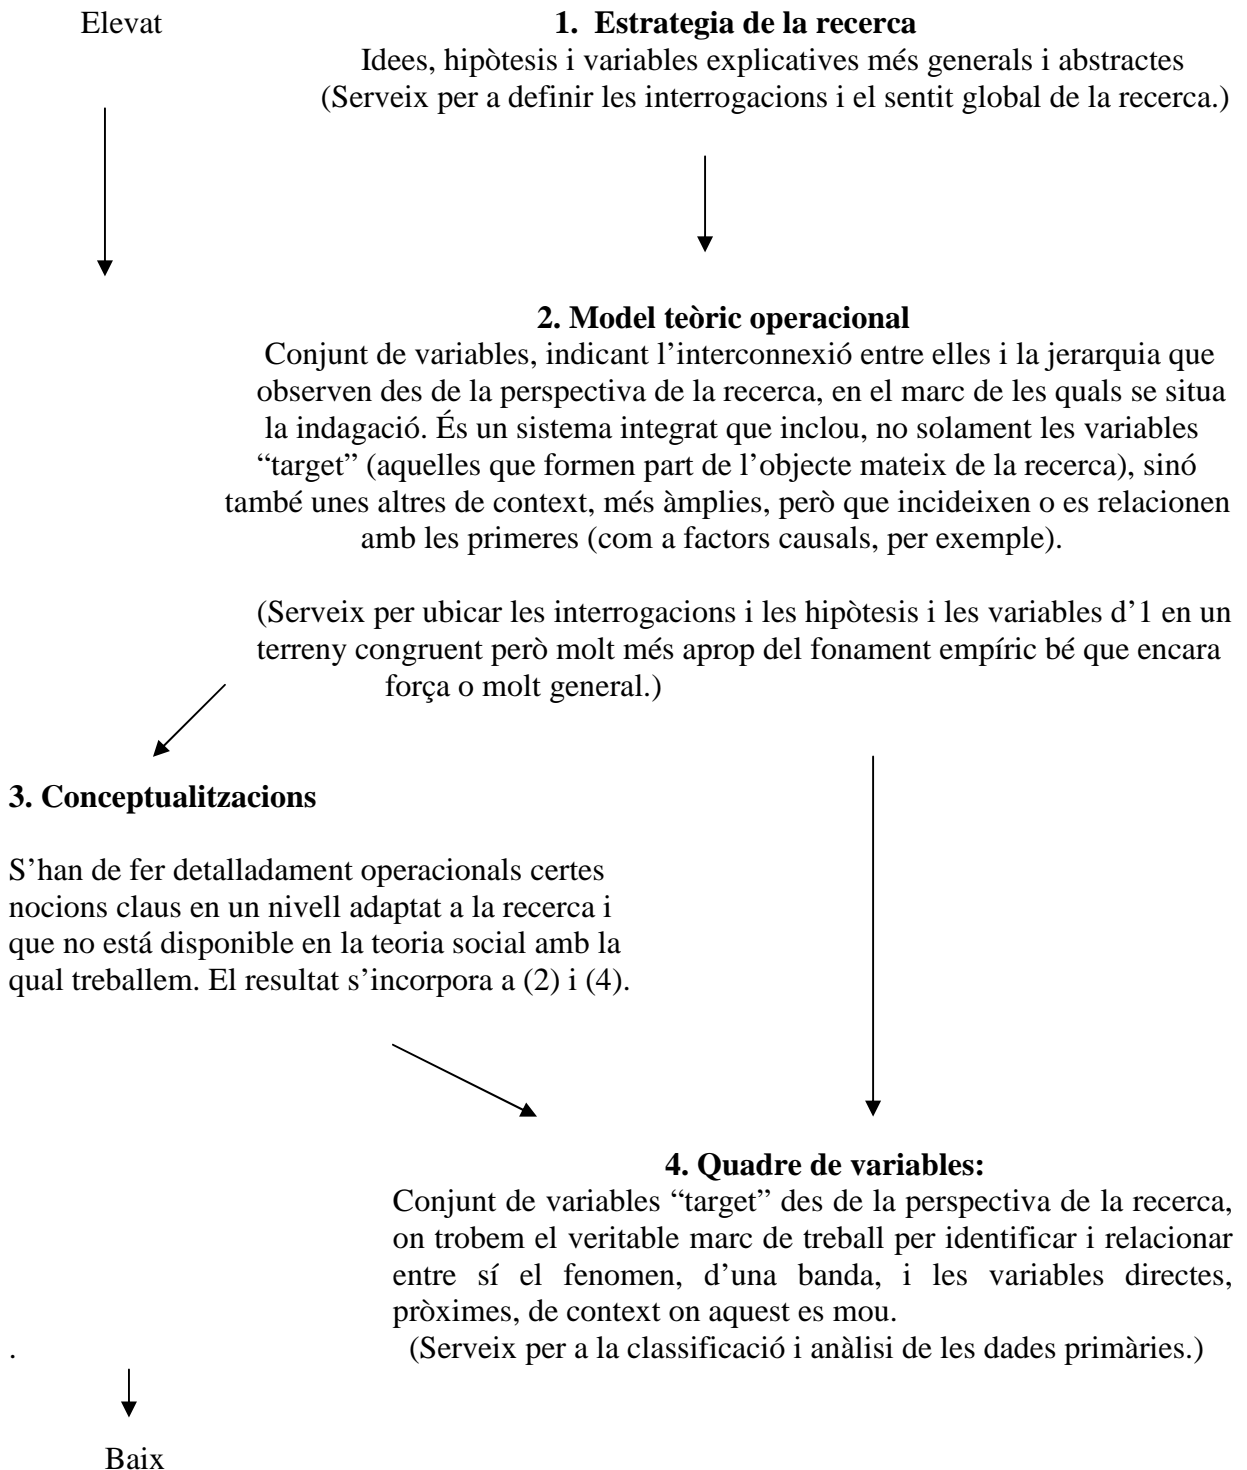 Elevat
1. Estrategia de la recerca
Idees, hipòtesis i variables explicatives més generals i abstractes
(Serveix per a definir les interrogacions i el sentit global de la recerca.)
2. Model teòric operacional
Conjunt de variables, indicant l’interconnexió entre elles i la jerarquia que
observen des de la perspectiva de la recerca, en el marc de les quals se situa
la indagació. És un sistema integrat que inclou, no solament les variables
“target” (aquelles que formen part de l’objecte mateix de la recerca), sinó
també unes altres de context, més àmplies, però que incideixen o es relacionen
amb les primeres (com a factors causals, per exemple).
(Serveix per ubicar les interrogacions i les hipòtesis i les variables d’1 en un
terreny congruent però molt més aprop del fonament empíric bé que encara
força o molt general.)
3. Conceptualitzacions
S’han de fer detalladament operacionals certes
nocions claus en un nivell adaptat a la recerca i
que no está disponible en la teoria social amb la
qual treballem. El resultat s’incorpora a (2) i (4).
4. Quadre de variables:
Conjunt de variables “target” des de la perspectiva de la recerca,
on trobem el veritable marc de treball per identificar i relacionar
entre sí el fenomen, d’una banda, i les variables directes,
pròximes, de context on aquest es mou.
. (Serveix per a la classificació i anàlisi de les dades primàries.)
Baix